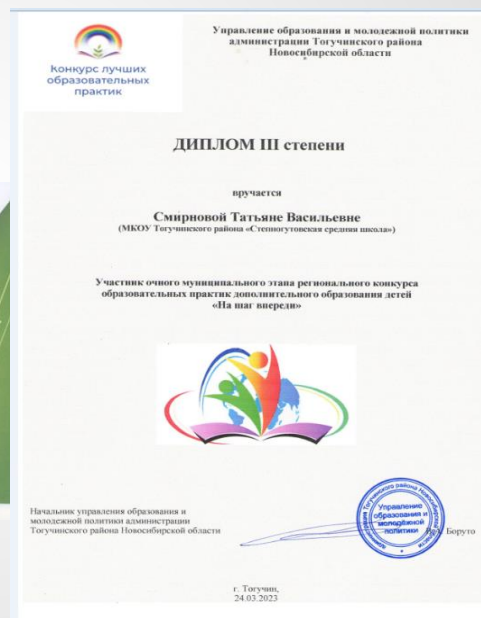 Конкурс лучших
образовательных
практик
Управление образования и молодежной политики
администрации Тогучинского района
Новосибирской области
ДИПЛОМ III степени
вручается
Смирновой Татьяне Васильевне
(МКОУ Тогучинского района «Степногутовская средняя школа»)
Участник очного муниципального этапа регионального конкурса
образовательных практик дополнительного образования детей
«На шаг впереди»
Начальник управления образования и
молодежной политики администрации
Тогучинского района Новосибирской области
Управление
образования и
молодёжной
политики
Боруто
г. Тогучин,
24.03.2023